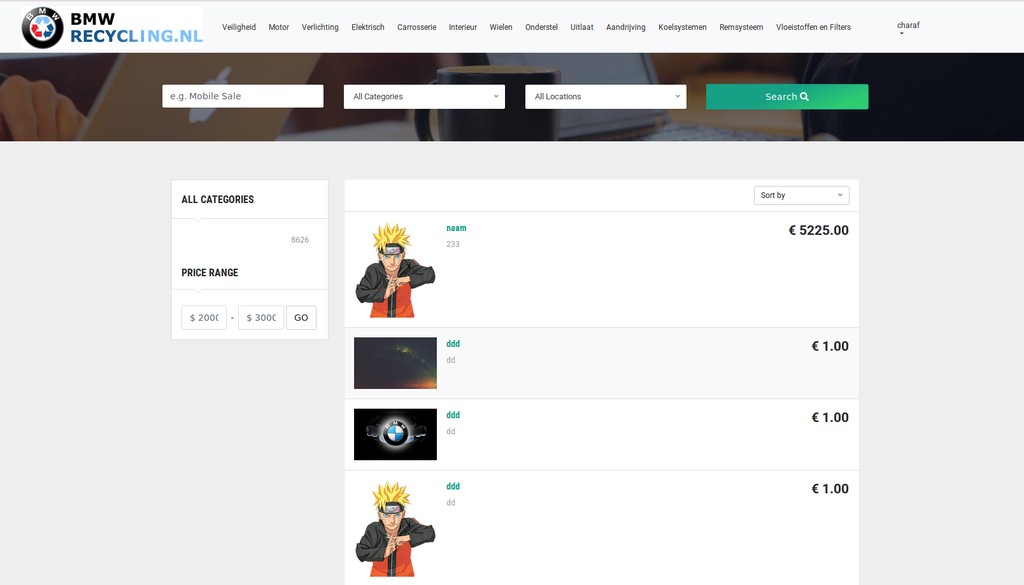 BMW
RECYCLING.NL
Veiligheid Motor Verlichting Elektrisch Carrosserie Interieur Wielen Onderstel Uitlaat Aandrijving Koelsystemen Remsysteem Vloeistoffen en Filters
charaf
e.g. Mobile Sale
All Categories
All Locations
Search
ALL CATEGORIES
8626
PRICE RANGE
$ 200
-
$ 300
GO
Sort by
naam
€ 5225.00
233
ddd
€ 1.00
dd
ddd
€ 1.00
dd
ddd
€ 1.00
dd